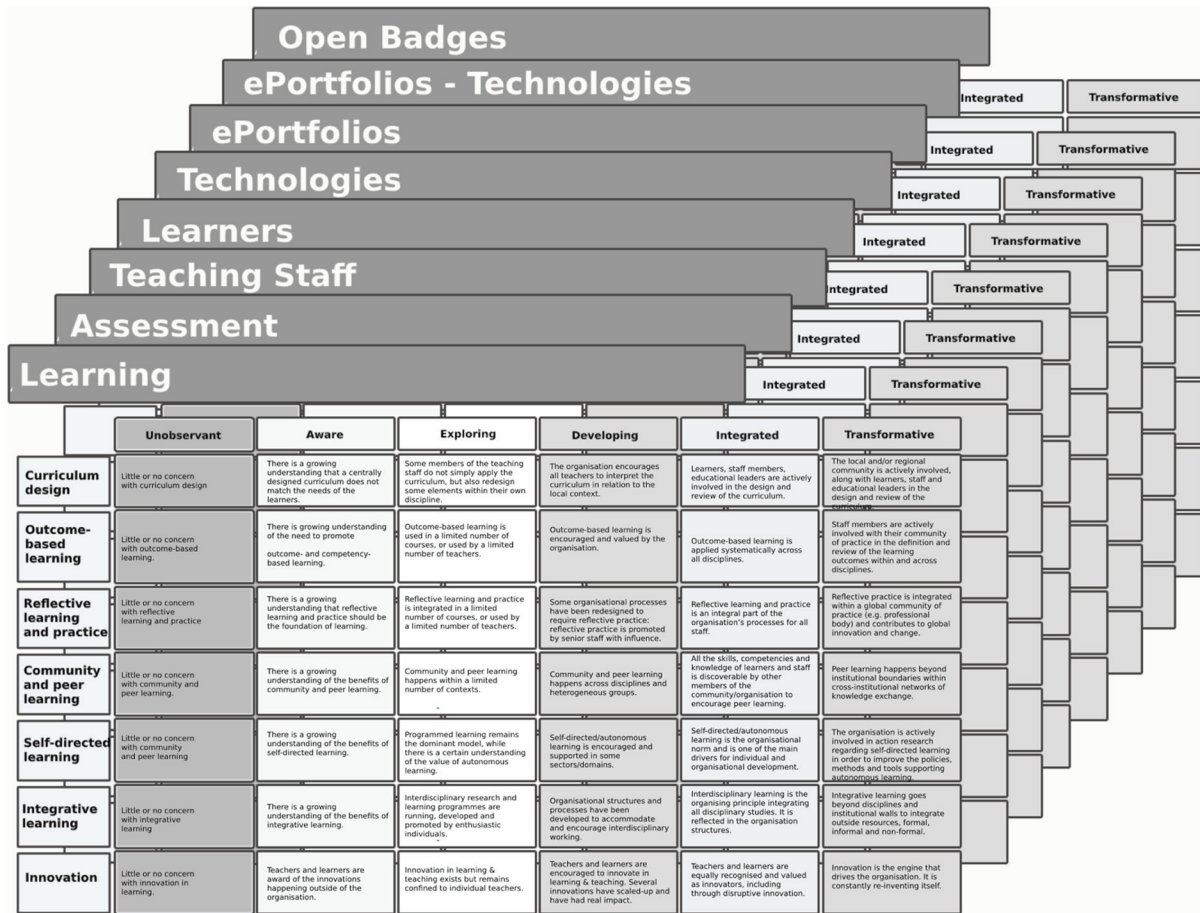 Open Badges
ePortfolios - Technologies
Integrated
Transformative
ePortfolios
Integrated
Transformative
Technologies
Integrated
Transformative
Learners
Integrated
Transformative
Teaching Staff
Integrated
Transformative
Assessment
Integrated
Transformative
Learning
Integrated
Transformative
Unobservant
Aware
Exploring
Developing
Integrated
Transformative
Curriculum
design
Little or no concern
with curriculum design
There is a growing
understanding that a centrally
designed curriculum does not
match the needs of the
learners.
Some members of the teaching
staff do not simply apply the
curriculum, but also redesign
some elements within their own
discipline.
The organisation encourages
all teachers to interpret the
curriculum in relation to the
local context.
Learners, staff members,
educational leaders are actively
involved in the design and
review of the curriculum.
The local and/or regional
community is actively involved,
along with learners, staff and
educational leaders in the
design and review of the
curriculum.
Outcome-
based
learning
Little or no concern
with outcome-based
learning.
There is growing understanding
of the need to promote
outcome- and competency-
based learning.
Outcome-based learning is
used in a limited number of
courses, or used by a limited
number of teachers.
Outcome-based learning is
encouraged and valued by the
organisation.
Outcome-based learning is
applied systematically across
all disciplines.
Staff members are actively
involved with their community
of practice in the definition and
review of the learning
outcomes within and across
disciplines.
Reflective
learning
and practice
Little or no concern
with reflective
learning and practice
There is a growing
understanding that reflective
learning and practice should be
the foundation of learning.
Reflective learning and practice
is integrated in a limited
number of courses, or used by
a limited number of teachers.
Some organisational processes
have been redesigned to
require reflective practice:
reflective practice is promoted
by senior staff with influence.
Reflective learning and practice
is an integral part of the
organisation's processes for all
staff.
Reflective practice is integrated
within a global community of
practice (e.g. professional
body) and contributes to global
innovation and change.
Community
and peer
learning
Little or no concern
with community and
peer learning.
There is a growing
understanding of the benefits of
community and peer learning.
Community and peer learning
happens within a limited
number of contexts.
Community and peer learning
happens across disciplines and
heterogeneous groups.
All the skills, competencies and
knowledge of learners and staff
is discoverable by other
members of the
community/organisation to
encourage peer learning.
Peer learning happens beyond
institutional boundaries within
cross-institutional networks of
knowledge exchange.
Self-directed
learning
Little or no concern
with community
and peer learning
There is a growing
understanding of the benefits of
self-directed learning.
Programmed learning remains
the dominant model, while
there is a certain understanding
of the value of autonomous
learning.
Self-directed/autonomous
learning is encouraged and
supported in some
sectors/domains.
Self-directed/autonomous
learning is the organisational
norm and is one of the main
drivers for individual and
organisational development.
The organisation is actively
involved in action research
regarding self-directed learning
in order to improve the policies,
methods and tools supporting
autonomous learning.
Integrative
learning
Little or no concern
with integrative
learning
There is a growing
understanding of the benefits of
integrative learning.
Interdisciplinary research and
learning programmes are
running, developed and
promoted by enthusiastic
individuals.
Organisational structures and
processes have been
developed to accommodate
and encourage interdisciplinary
working.
Interdisciplinary learning is the
organising principle integrating
all disciplinary studies. It is
reflected in the organisation
structures.
Integrative learning goes
beyond disciplines and
institutional walls to integrate
outside resources, formal,
informal and non-formal.
Innovation
Little or no concern
with innovation in
learning.
Teachers and learners are
award of the innovations
happening outside of the
organisation.
Innovation in learning &
teaching exists but remains
confined to individual teachers.
Teachers and learners are
encouraged to innovate in
learning & teaching. Several
innovations have scaled-up and
have had real impact.
Teachers and learners are
equally recognised and valued
as innovators, including
through disruptive innovation.
Innovation is the engine that
drives the organisation. It is
constantly re-inventing itself.